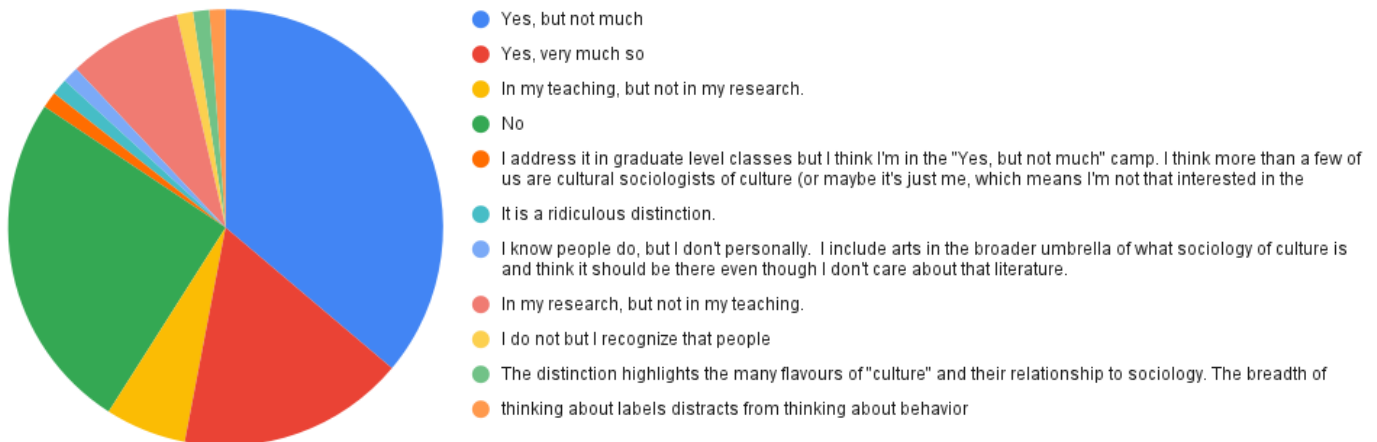 Yes, but not much
Yes, very much so
In my teaching, but not in my research.
No
I address it in graduate level classes but I think I'm in the "Yes, but not much" camp. I think more than a few of
us are cultural sociologists of culture (or maybe it's just me, which means I'm not that interested in the
It is a ridiculous distinction.
I know people do, but I don't personally.  I include arts in the broader umbrella of what sociology of culture is
and think it should be there even though I don't care about that literature.
In my research, but not in my teaching.
I do not but I recognize that people
The distinction highlights the many flavours of "culture" and their relationship to sociology. The breadth of
thinking about labels distracts from thinking about behavior